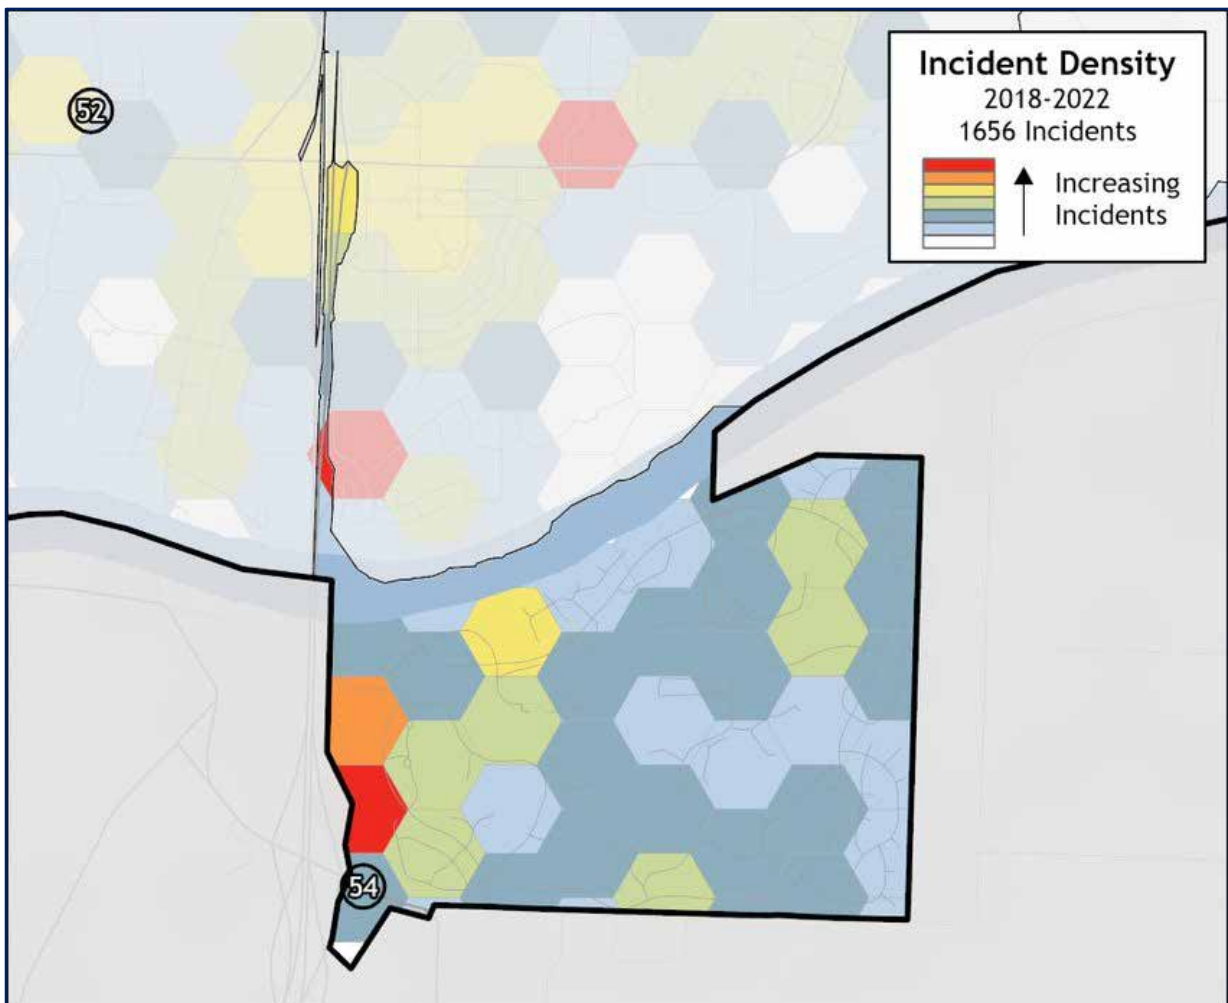 52
Incident Density
2018-2022
1656 Incidents
Increasing
Incidents
54